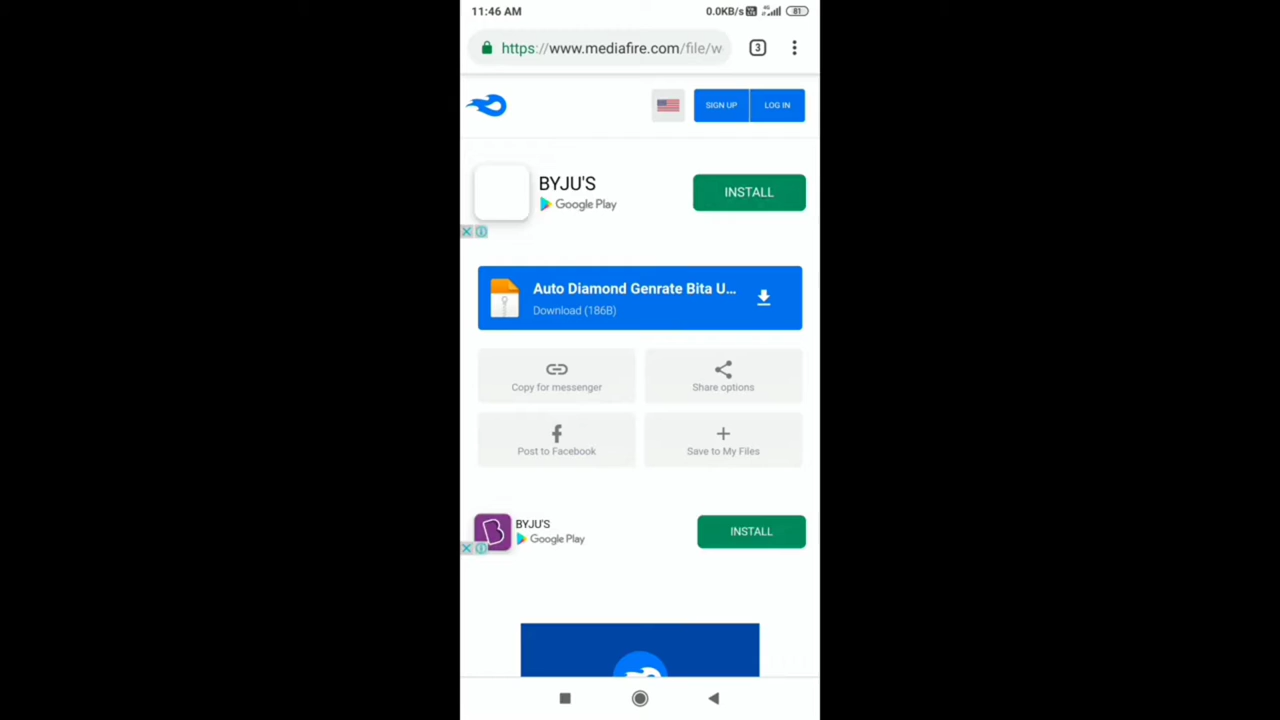 11:46 AM
0.0KB/s 4G 81
https://www.mediafire.com/file/w
3
SIGN UP
LOG IN
BYJU'S
Google Play
INSTALL
Auto Diamond Genrate Bita U...
Download (186B)
Copy for messenger
Share options
Post to Facebook
Save to My Files
BYJU'S
Google Play
INSTALL